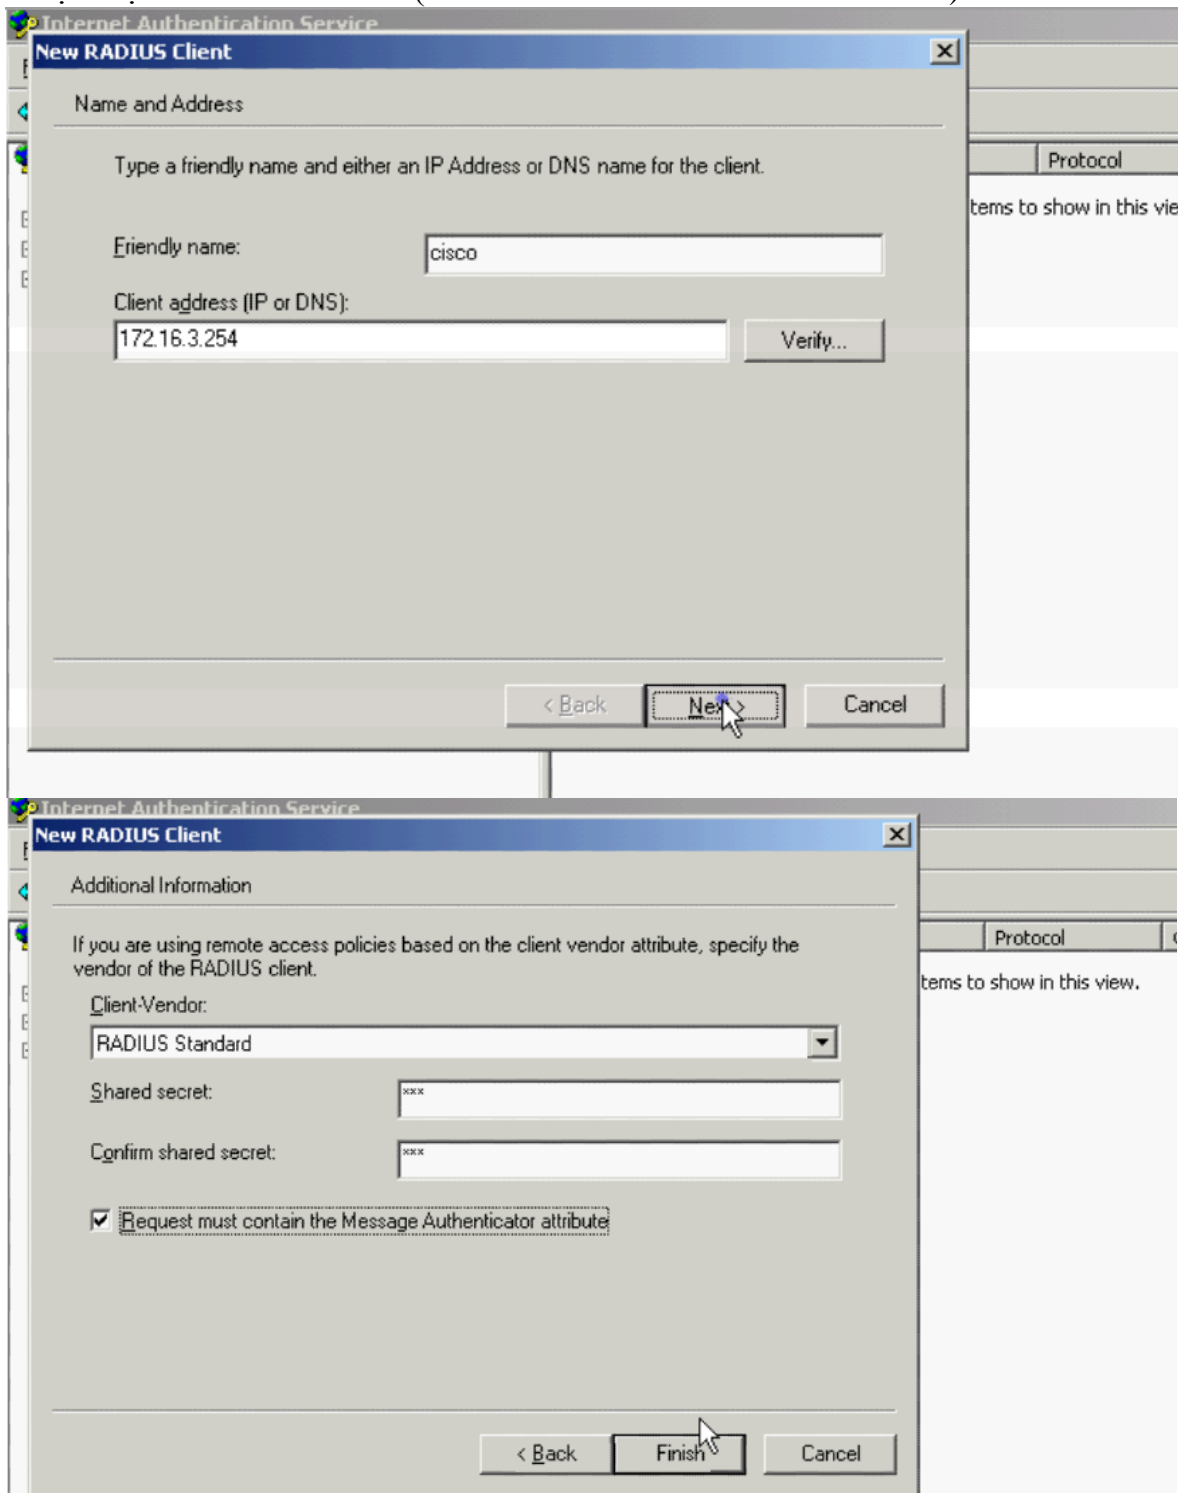 Internet Authentication Service
New RADIUS Client
Name and Address
Type a friendly name and either an IP Address or DNS name for the client.
Protocol
tems to show in this vie
Friendly name:
cisco
Client address (IP or DNS):
172.16.3.254
Verify...
< Back
Next >
Cancel
Internet Authentication Service
New RADIUS Client
Additional Information
If you are using remote access policies based on the client vendor attribute, specify the
vendor of the RADIUS client.
Protocol
tems to show in this view.
Client-Vendor:
RADIUS Standard
Shared secret:
×××
Confirm shared secret:
×××
Request must contain the Message Authenticator attribute
< Back
Finish
Cancel